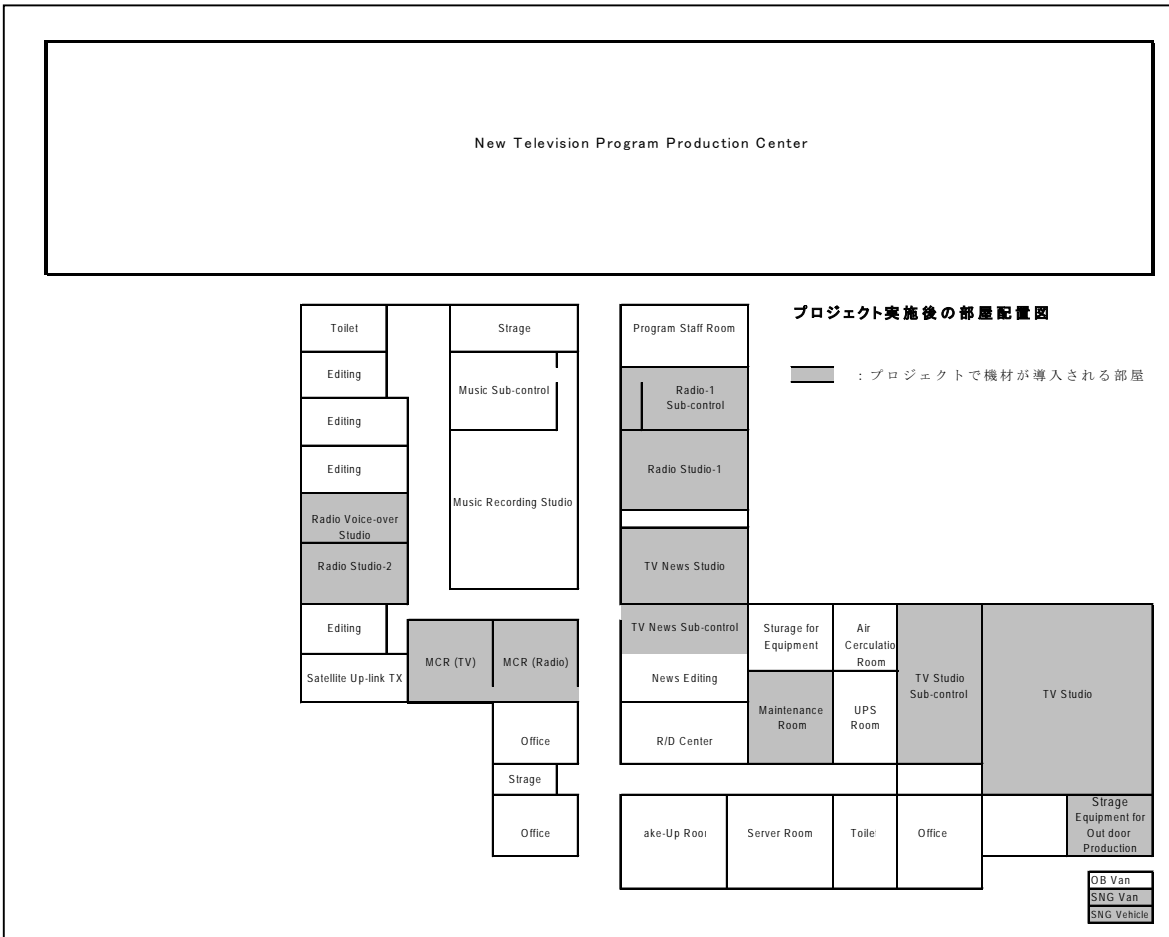 New Television Program Production Center
プロジェクト実施後の部屋配置図
：プロジェクトで機材が導入される部屋
Toilet
Strage
Program Staff Room
Editing
Music Sub-control
Radio-1
Sub-control
Editing
Editing
Radio Studio-1
Music Recording Studio
Radio Voice-over
Studio
Radio Studio-2
TV News Studio
Editing
TV News Sub-control
Sturage for
Equipment
Air
Cerculatio
Room
MCR (TV)
MCR (Radio)
Satellite Up-link TX
News Editing
TV Studio
Sub-control
TV Studio
Maintenance
Room
UPS
Room
Office
R/D Center
Strage
Office
ake-Up Roo
Server Room
Toile
Office
Strage
Equipment for
Out door
Production
OB Van
SNG Van
SNG Vehicle